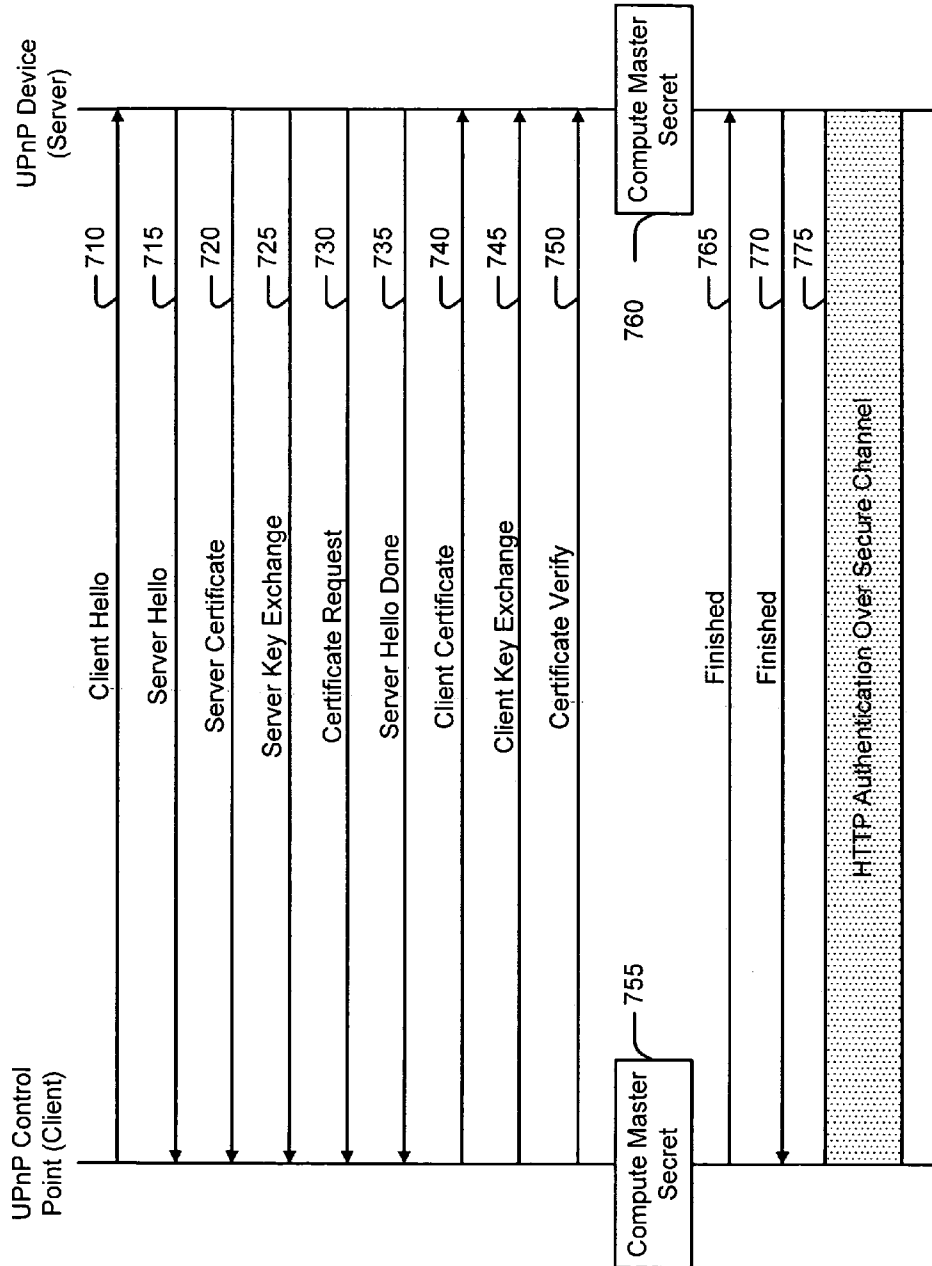 UPnP Control
Point (Client)
UPnP Device
(Server)
Client Hello
710
Server Hello
715
Server Certificate
720
Server Key Exchange
725
Certificate Request
730
Server Hello Done
735
Client Certificate
740
Client Key Exchange
745
Certificate Verify
750
Compute Master
Secret
755
760
Compute Master
Secret
Finished
765
Finished
770
775
HTTP Authentication Over Secure Channel